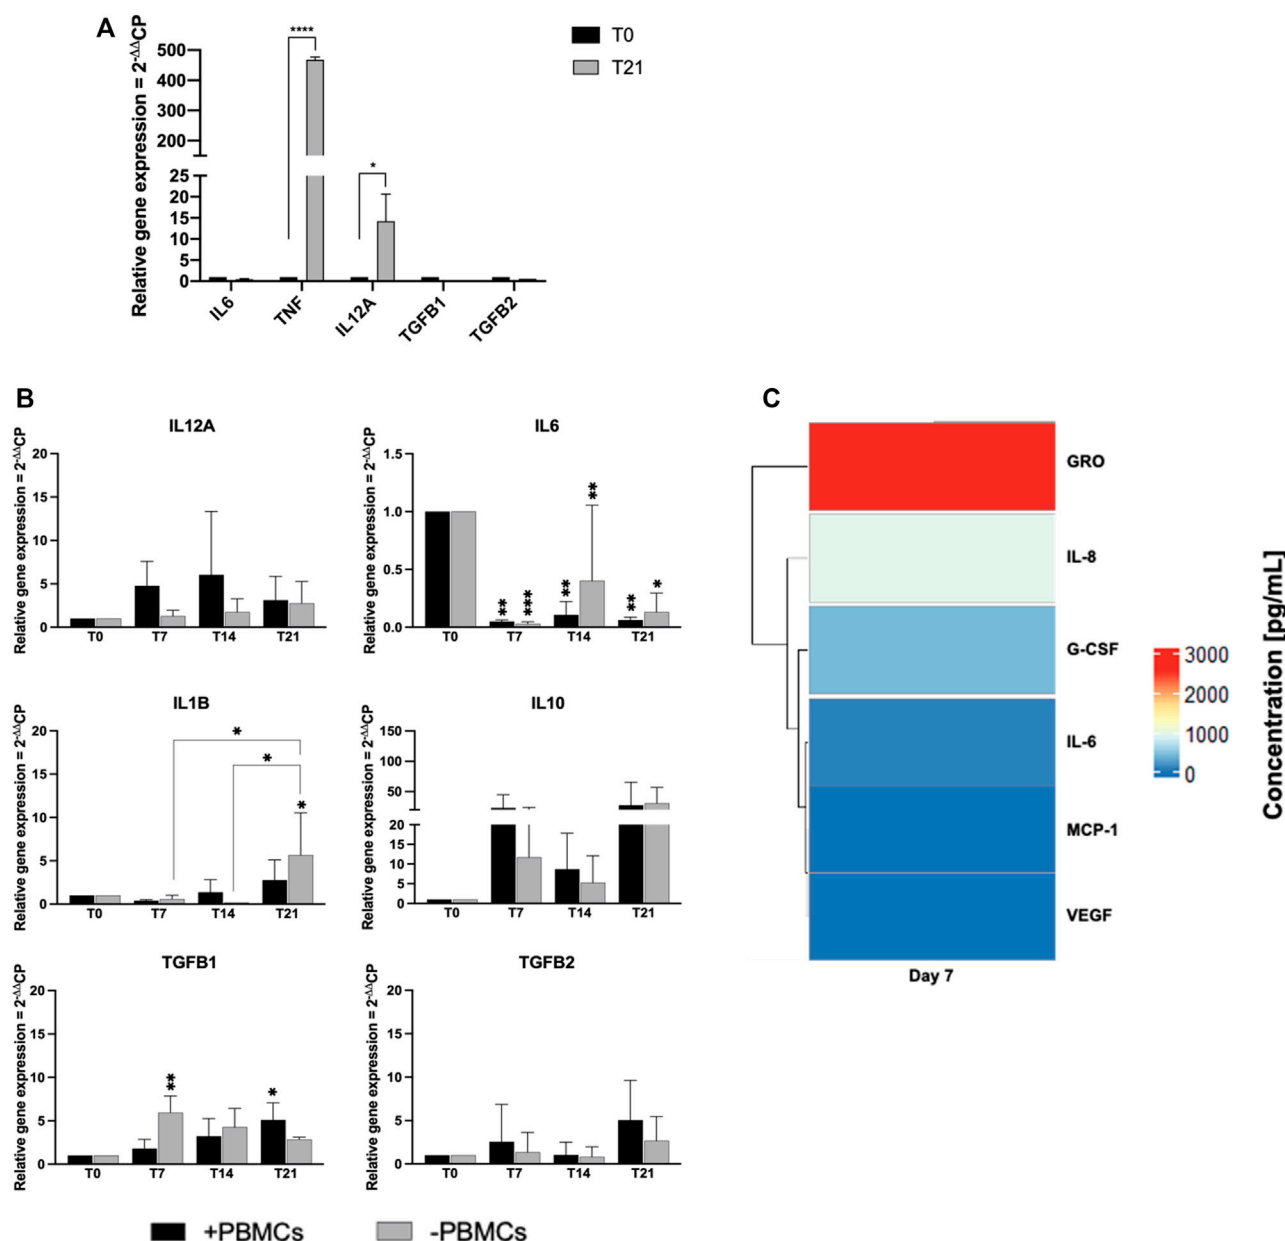 A
Relative gene expression = 2^-ΔΔCP
500
400
300
200
25
20
15
10
5
0
****
*
IL6
TNF
IL12A
TGFB1
TGFB2
T0
T21
B
IL12A
Relative gene expression = 2^-ΔΔCP
20
15
10
5
0
T0 T7 T14 T21
IL6
Relative gene expression = 2^-ΔΔCP
1.5
1.0
0.5
0.0
** *** ** ** ** *
T0 T7 T14 T21
IL1B
Relative gene expression = 2^-ΔΔCP
20
15
10
5
0
*
*
*
T0 T7 T14 T21
IL10
Relative gene expression = 2^-ΔΔCP
150
100
50
20
15
10
5
0
T0 T7 T14 T21
TGFB1
Relative gene expression = 2^-ΔΔCP
20
15
10
5
0
** *
T0 T7 T14 T21
TGFB2
Relative gene expression = 2^-ΔΔCP
20
15
10
5
0
T0 T7 T14 T21
+PBMCs
-PBMCs
C
GRO
IL-8
G-CSF
IL-6
MCP-1
VEGF
Day 7
3000
2000
1000
0
Concentration [pg/mL]